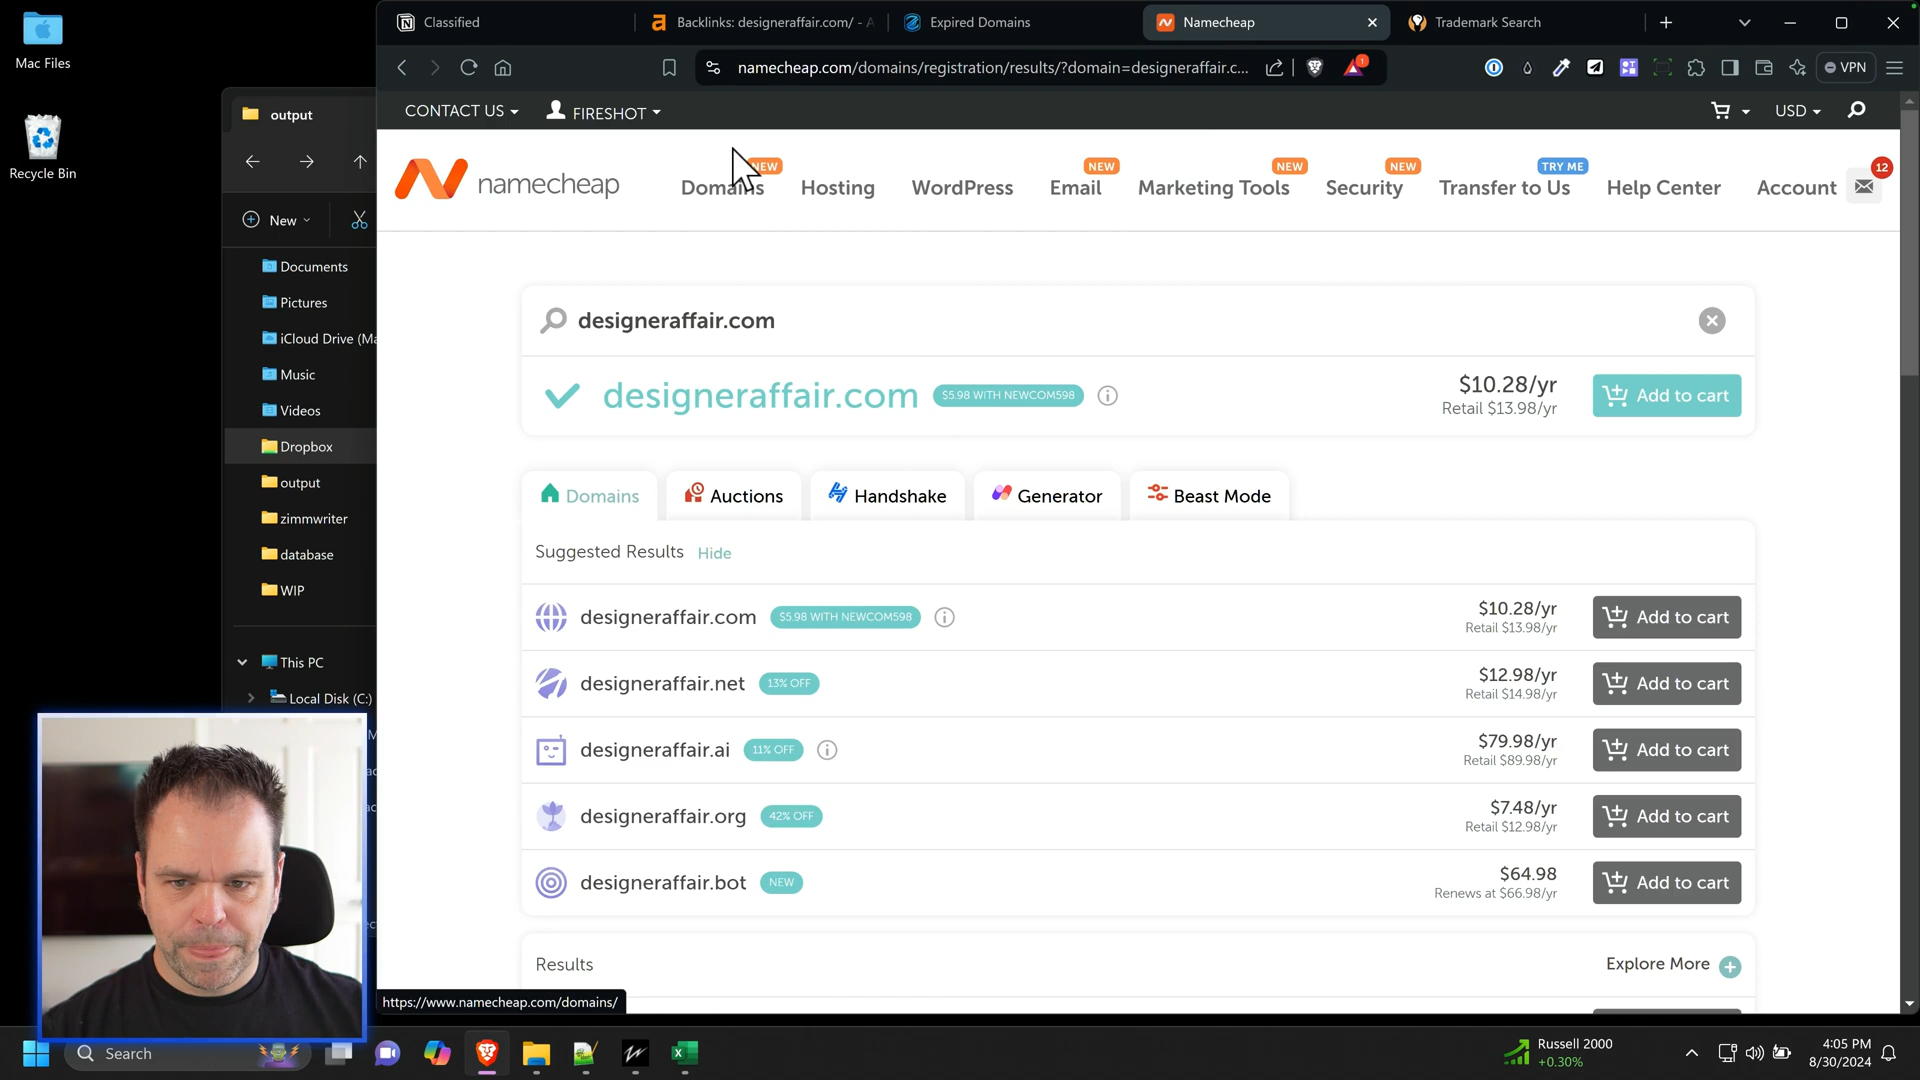 Mac Files
Recycle Bin
output
New
Documents
Pictures
iCloud Drive (Ma
Music
Videos
Dropbox
output
zimmwriter
database
WIP
This PC
Local Disk (C:)
Classified
Backlinks: designeraffair.com/ - A
Expired Domains
Namecheap
Trademark Search
namecheap.com/domains/registration/results/?domain=designeraffair.c...
1
VPN
CONTACT US
FIRESHOT
USD
namecheap
Domains
NEW
Hosting
WordPress
Email
NEW
Marketing Tools
NEW
Security
NEW
Transfer to Us
TRY ME
Help Center
Account
12
designeraffair.com
designeraffair.com $5.98 WITH NEWCOM598
$10.28/yr
Retail $13.98/yr
Add to cart
Domains
Auctions
Handshake
Generator
Beast Mode
Suggested Results Hide
designeraffair.com $5.98 WITH NEWCOM598
$10.28/yr
Retail $13.98/yr
Add to cart
designeraffair.net 13% OFF
$12.98/yr
Retail $14.98/yr
Add to cart
designeraffair.ai 11% OFF
$79.98/yr
Retail $89.98/yr
Add to cart
designeraffair.org 42% OFF
$7.48/yr
Retail $12.98/yr
Add to cart
designeraffair.bot NEW
$64.98
Renews at $66.98/yr
Add to cart
Results
Explore More
https://www.namecheap.com/domains/
Search
Russell 2000
+0.30%
4:05 PM
8/30/2024